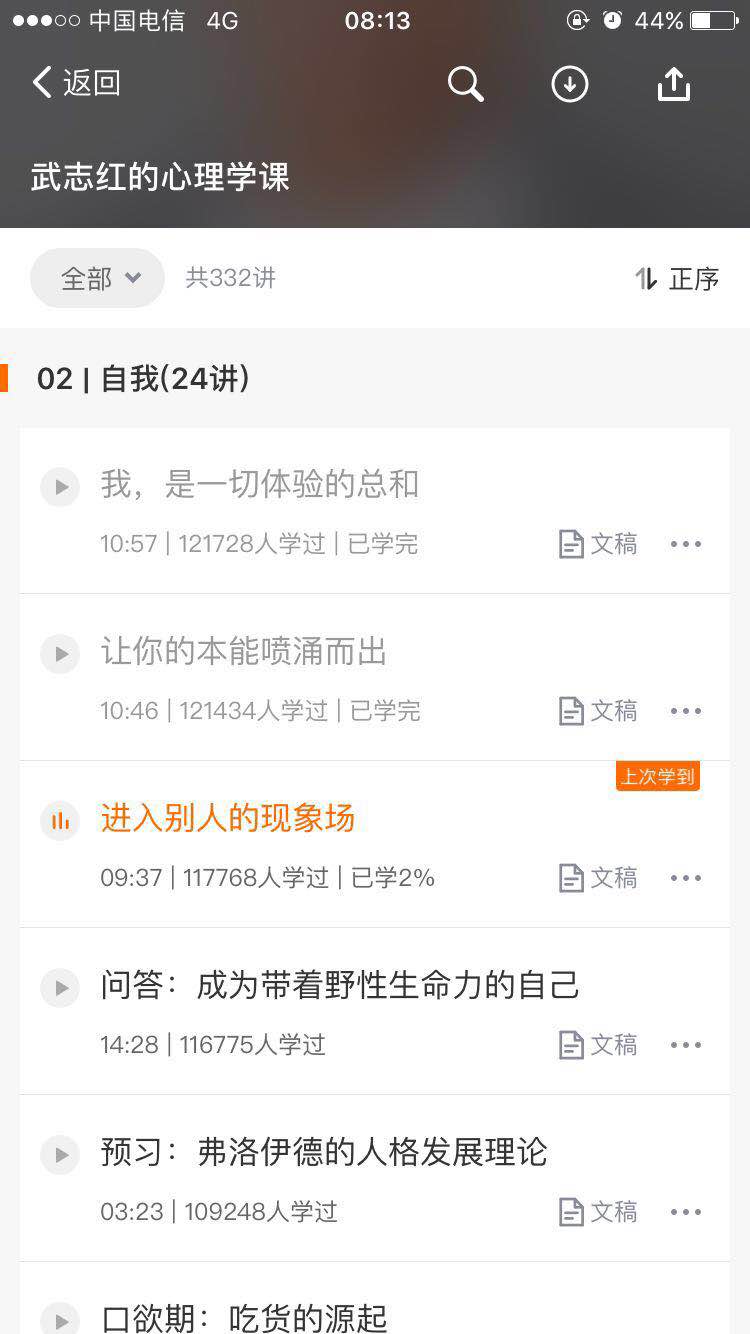 中国电信 4G 08:13 44%
返回
武志红的心理学课
全部 共332讲 正序
02 | 自我(24讲)
我，是一切体验的总和
10:57 | 121728人学过 | 已学完 文稿
让你的本能喷涌而出
10:46 | 121434人学过 | 已学完 文稿
上次学到
进入别人的现象场
09:37 | 117768人学过 | 已学2% 文稿
问答：成为带着野性生命力的自己
14:28 | 116775人学过 文稿
预习：弗洛伊德的人格发展理论
03:23 | 109248人学过 文稿
口欲期：吃货的源起